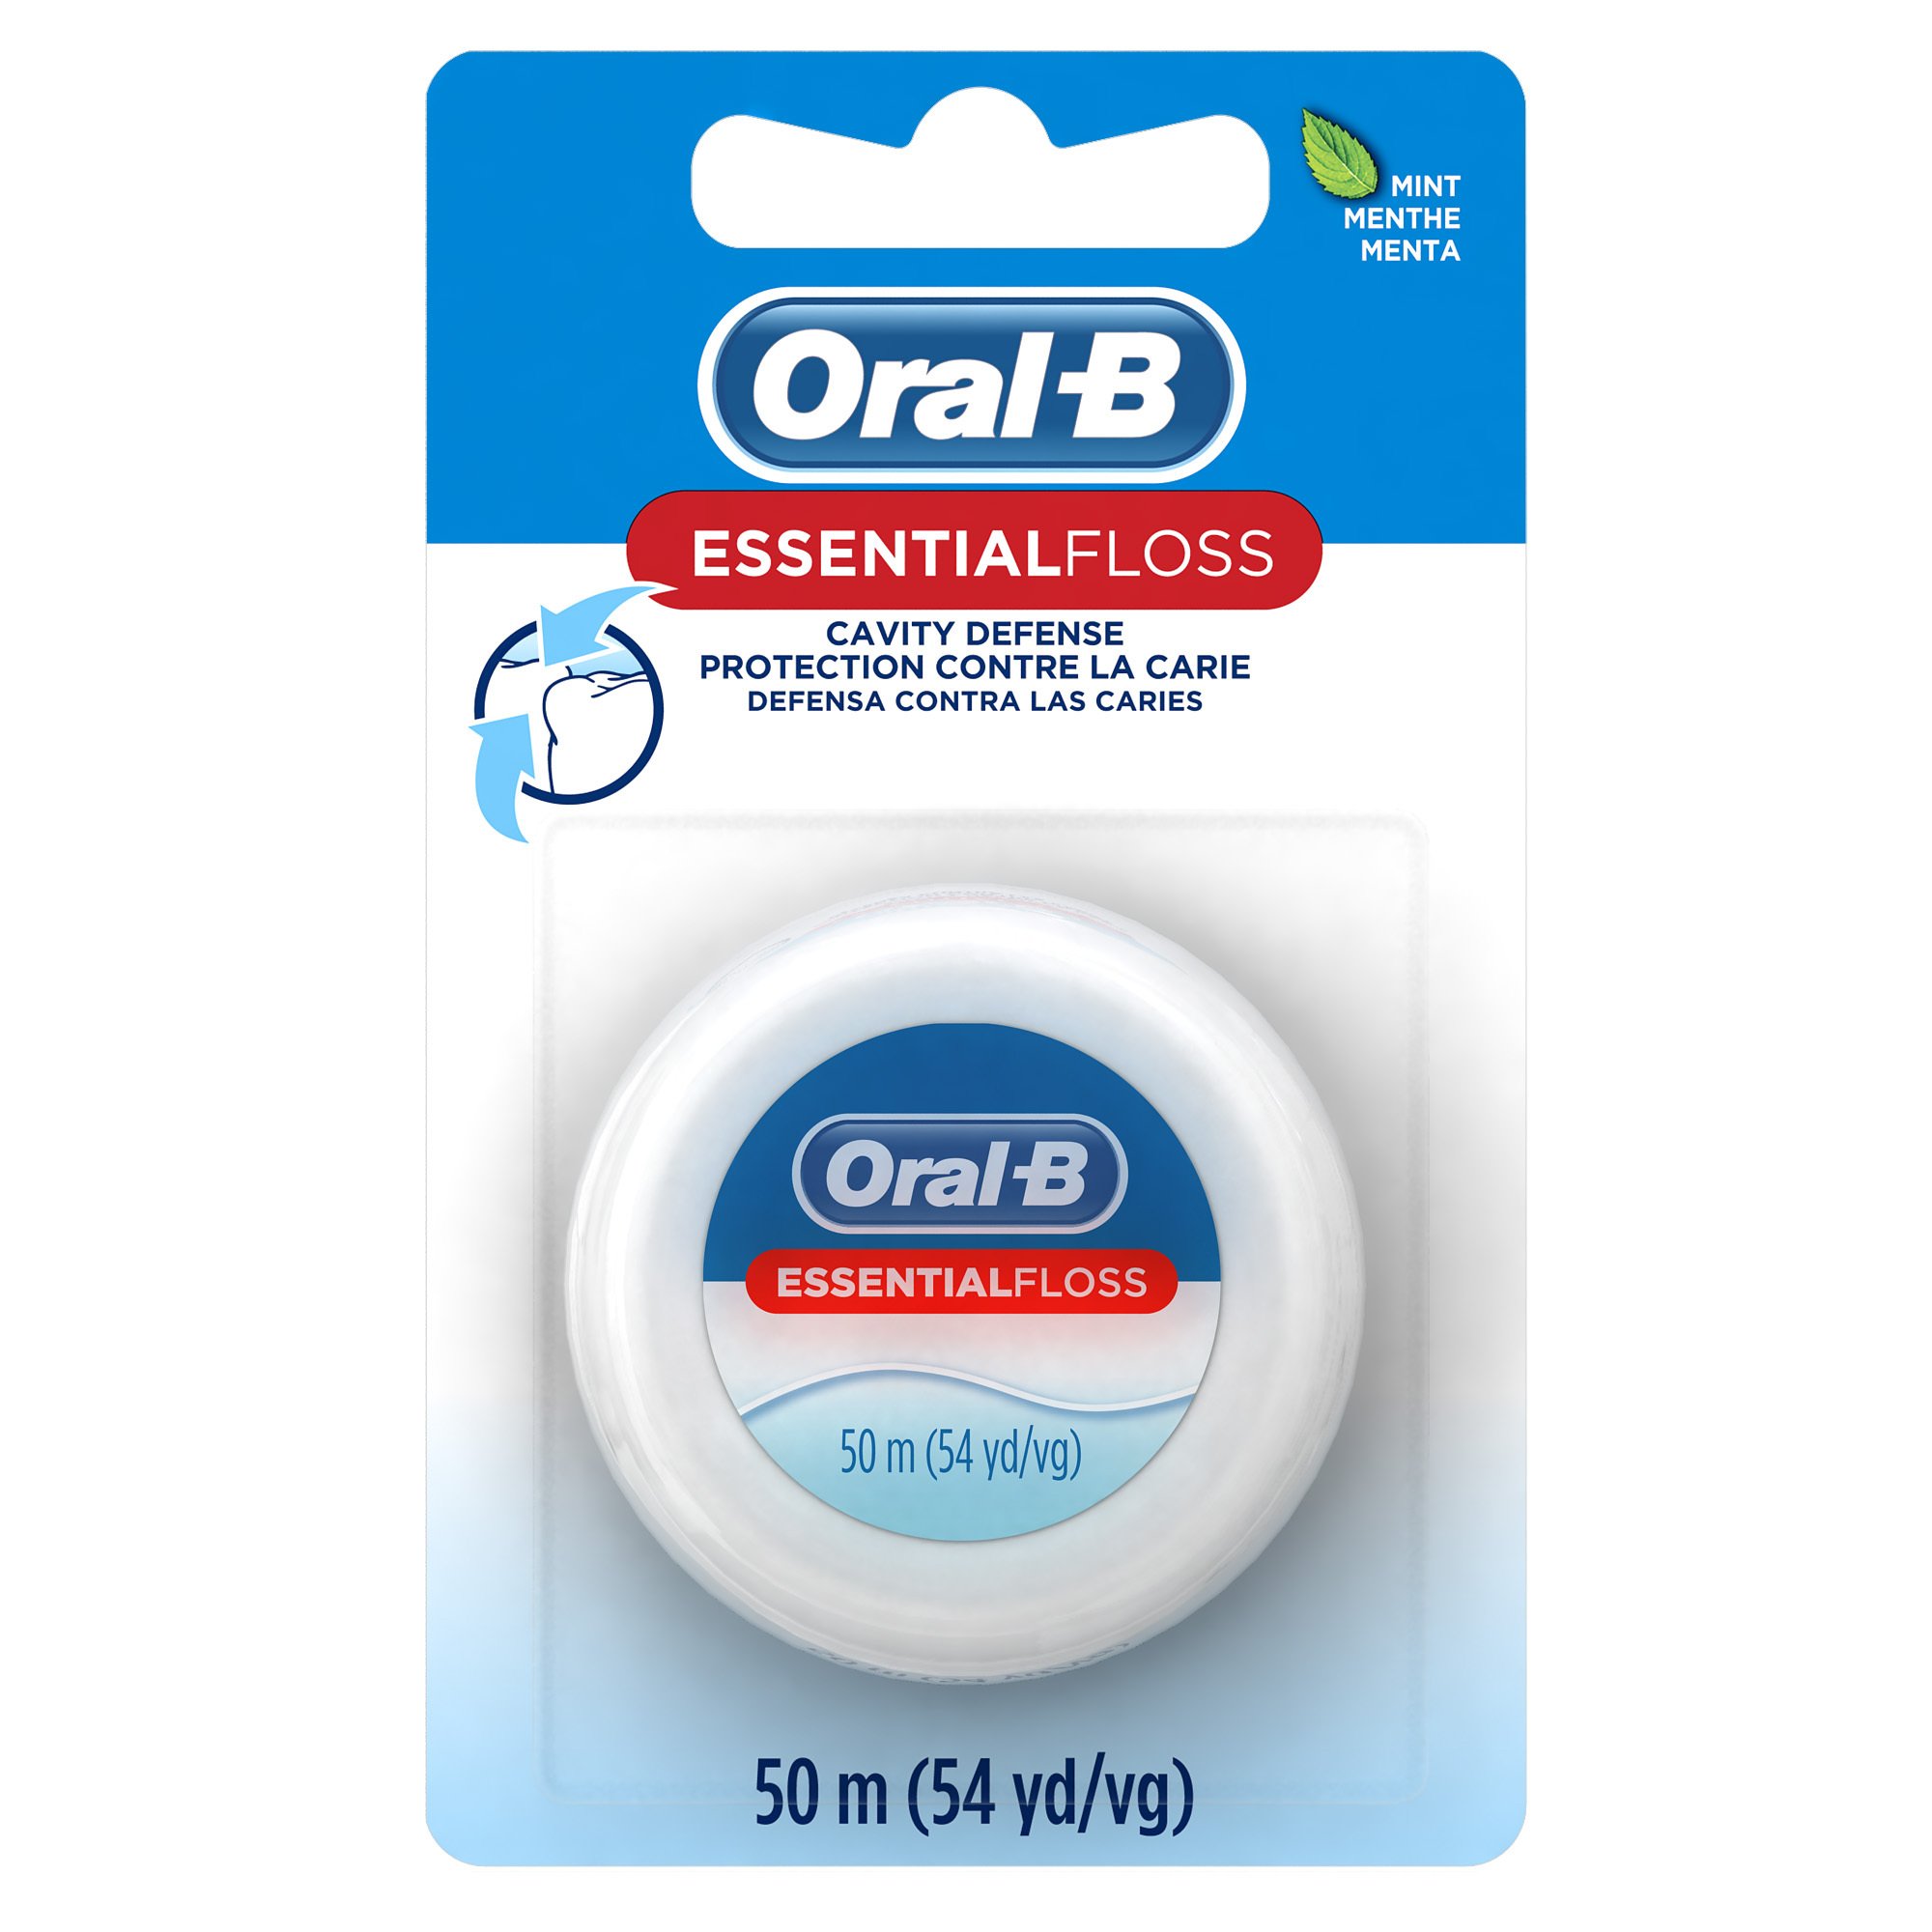 MINT
MENTHE
MENTA
Oral-B
ESSENTIALFLOSS
CAVITY DEFENSE
PROTECTION CONTRE LA CARIE
DEFENSA CONTRA LAS CARIES
Oral-B
ESSENTIALFLOSS
50 m (54 yd/vg)
50 m (54 yd/vg)